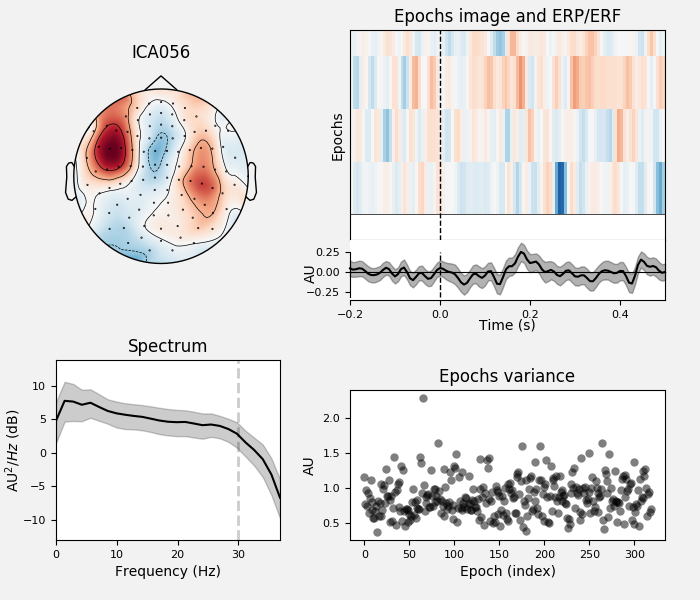 ICA056
Epochs image and ERP/ERF
Epochs
AU
0.25
0.00
−0.25
−0.2
0.0
0.2
0.4
Time (s)
Spectrum
AU²/Hz (dB)
10
5
0
−5
−10
0
10
20
30
Frequency (Hz)
Epochs variance
AU
2.0
1.5
1.0
0.5
0
50
100
150
200
250
300
Epoch (index)